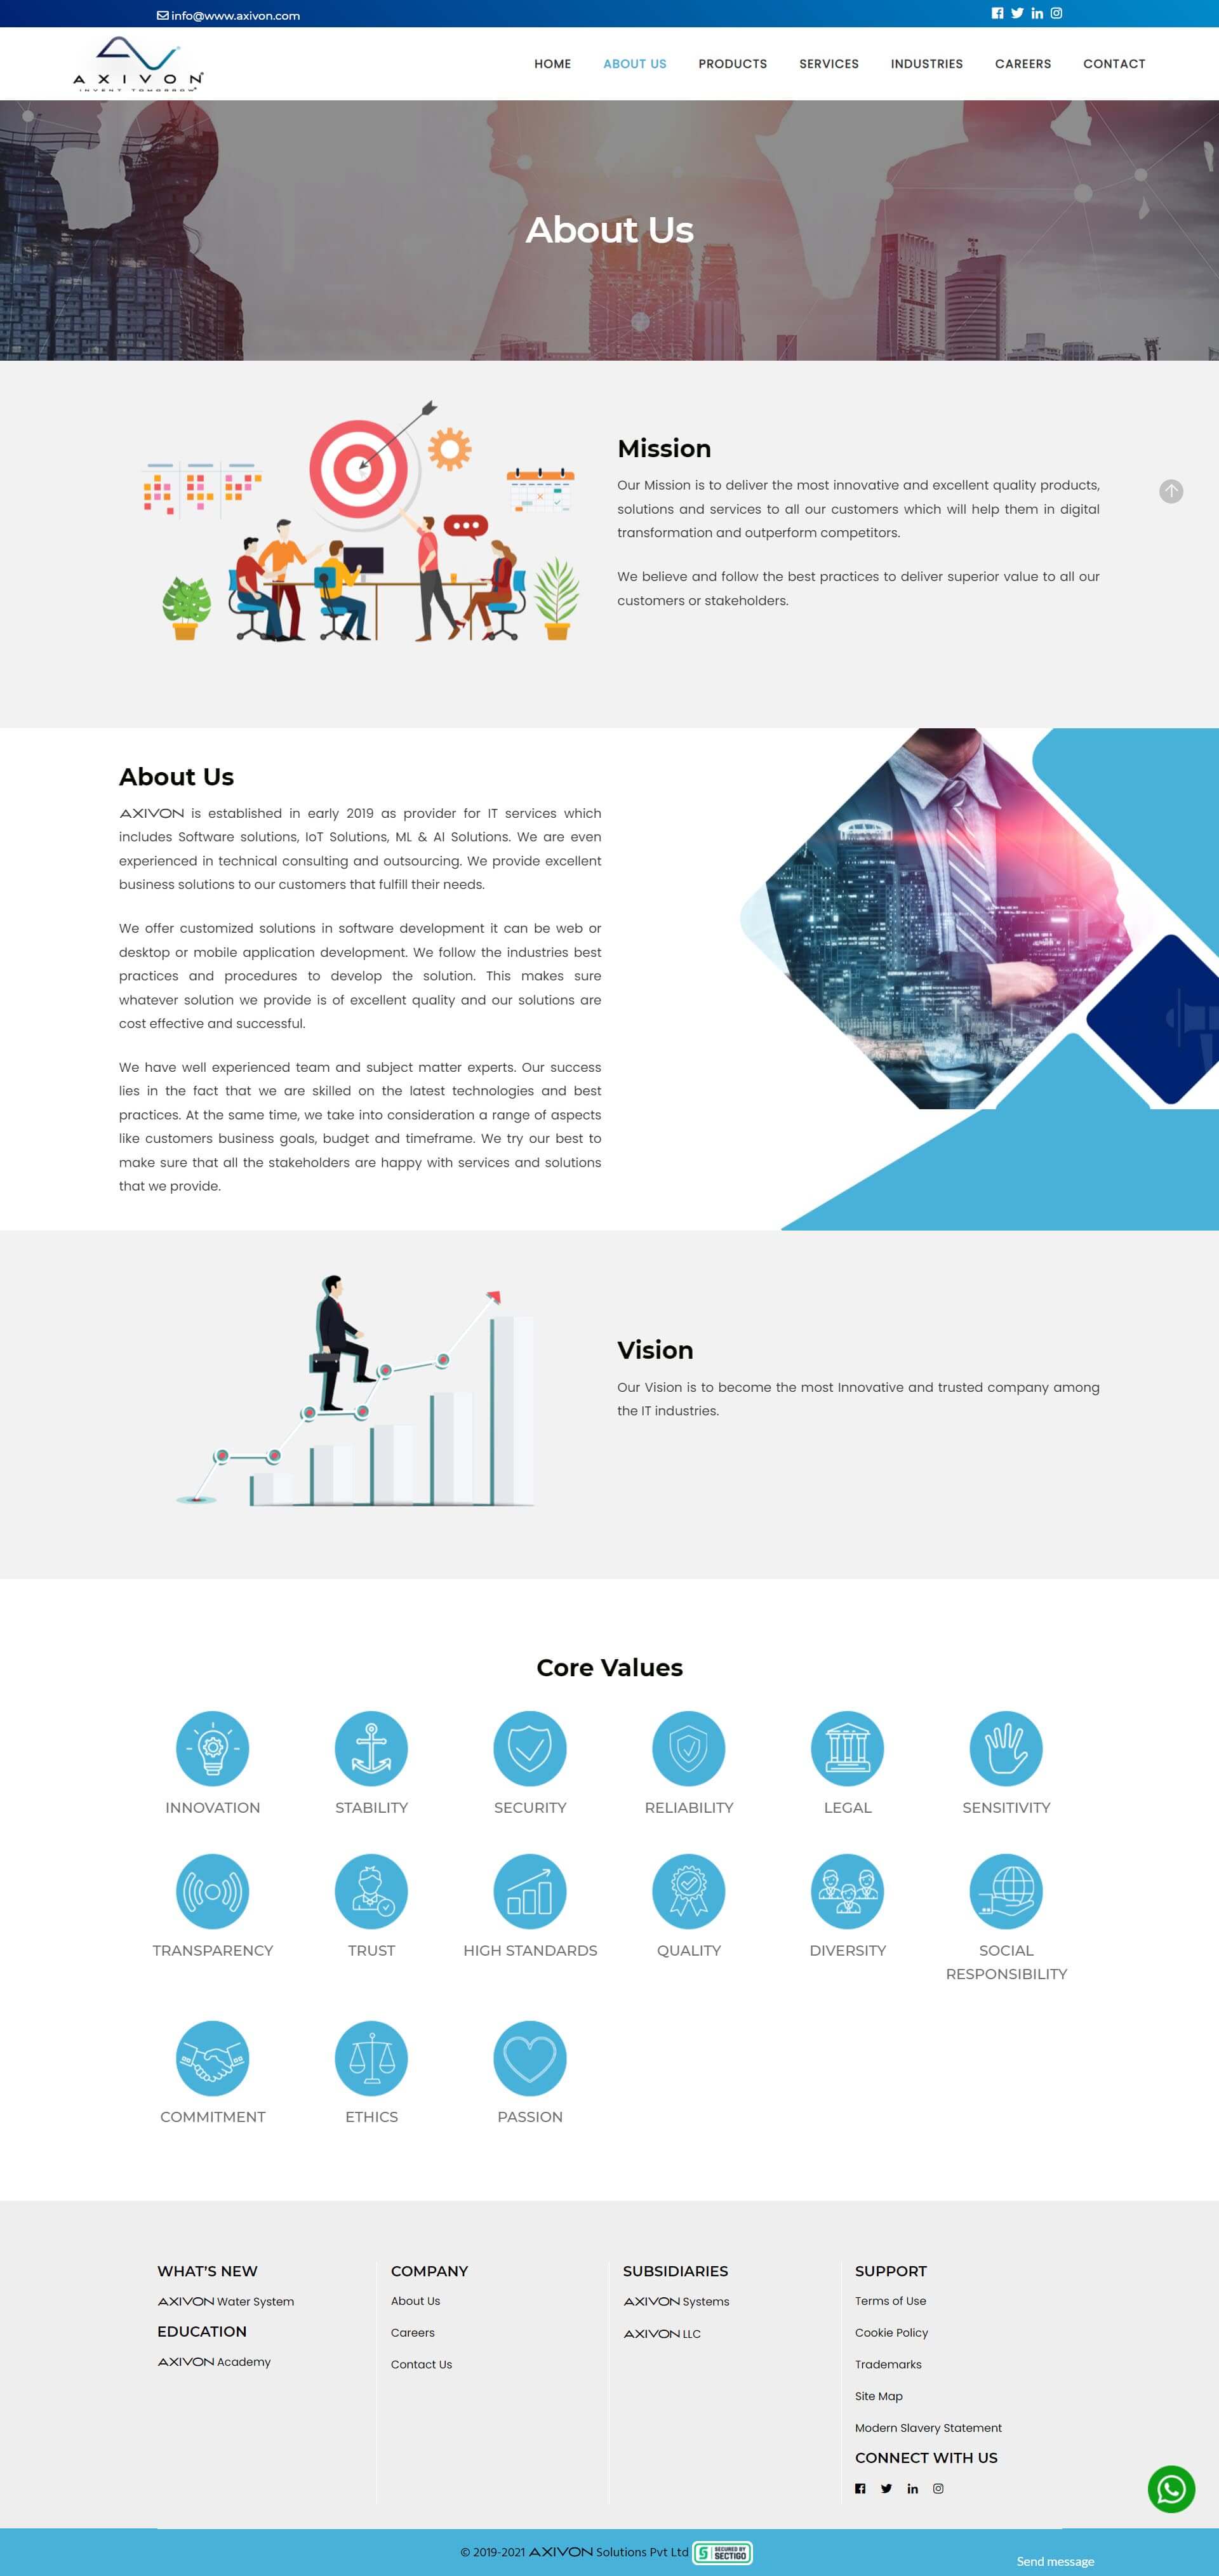 info@www.axivon.com
AXIVON
INVENT TOMORROW
HOME ABOUT US PRODUCTS SERVICES INDUSTRIES CAREERS CONTACT
About Us
Mission
Our Mission is to deliver the most innovative and excellent quality products,
solutions and services to all our customers which will help them in digital
transformation and outperform competitors.
We believe and follow the best practices to deliver superior value to all our
customers or stakeholders.
About Us
AXIVON is established in early 2019 as provider for IT services which
includes Software solutions, IoT Solutions, ML & AI Solutions. We are even
experienced in technical consulting and outsourcing. We provide excellent
business solutions to our customers that fulfill their needs.
We offer customized solutions in software development it can be web or
desktop or mobile application development. We follow the industries best
practices and procedures to develop the solution. This makes sure
whatever solution we provide is of excellent quality and our solutions are
cost effective and successful.
We have well experienced team and subject matter experts. Our success
lies in the fact that we are skilled on the latest technologies and best
practices. At the same time, we take into consideration a range of aspects
like customers business goals, budget and timeframe. We try our best to
make sure that all the stakeholders are happy with services and solutions
that we provide.
Vision
Our Vision is to become the most Innovative and trusted company among
the IT industries.
Core Values
INNOVATION STABILITY SECURITY RELIABILITY LEGAL SENSITIVITY
TRANSPARENCY TRUST HIGH STANDARDS QUALITY DIVERSITY SOCIAL
RESPONSIBILITY
COMMITMENT ETHICS PASSION
WHAT'S NEW
AXIVON Water System
EDUCATION
AXIVON Academy
COMPANY
About Us
Careers
Contact Us
SUBSIDIARIES
AXIVON Systems
AXIVON LLC
SUPPORT
Terms of Use
Cookie Policy
Trademarks
Site Map
Modern Slavery Statement
CONNECT WITH US
© 2019-2021 AXIVON Solutions Pvt Ltd
SECURED BY
SECTIGO
Send message